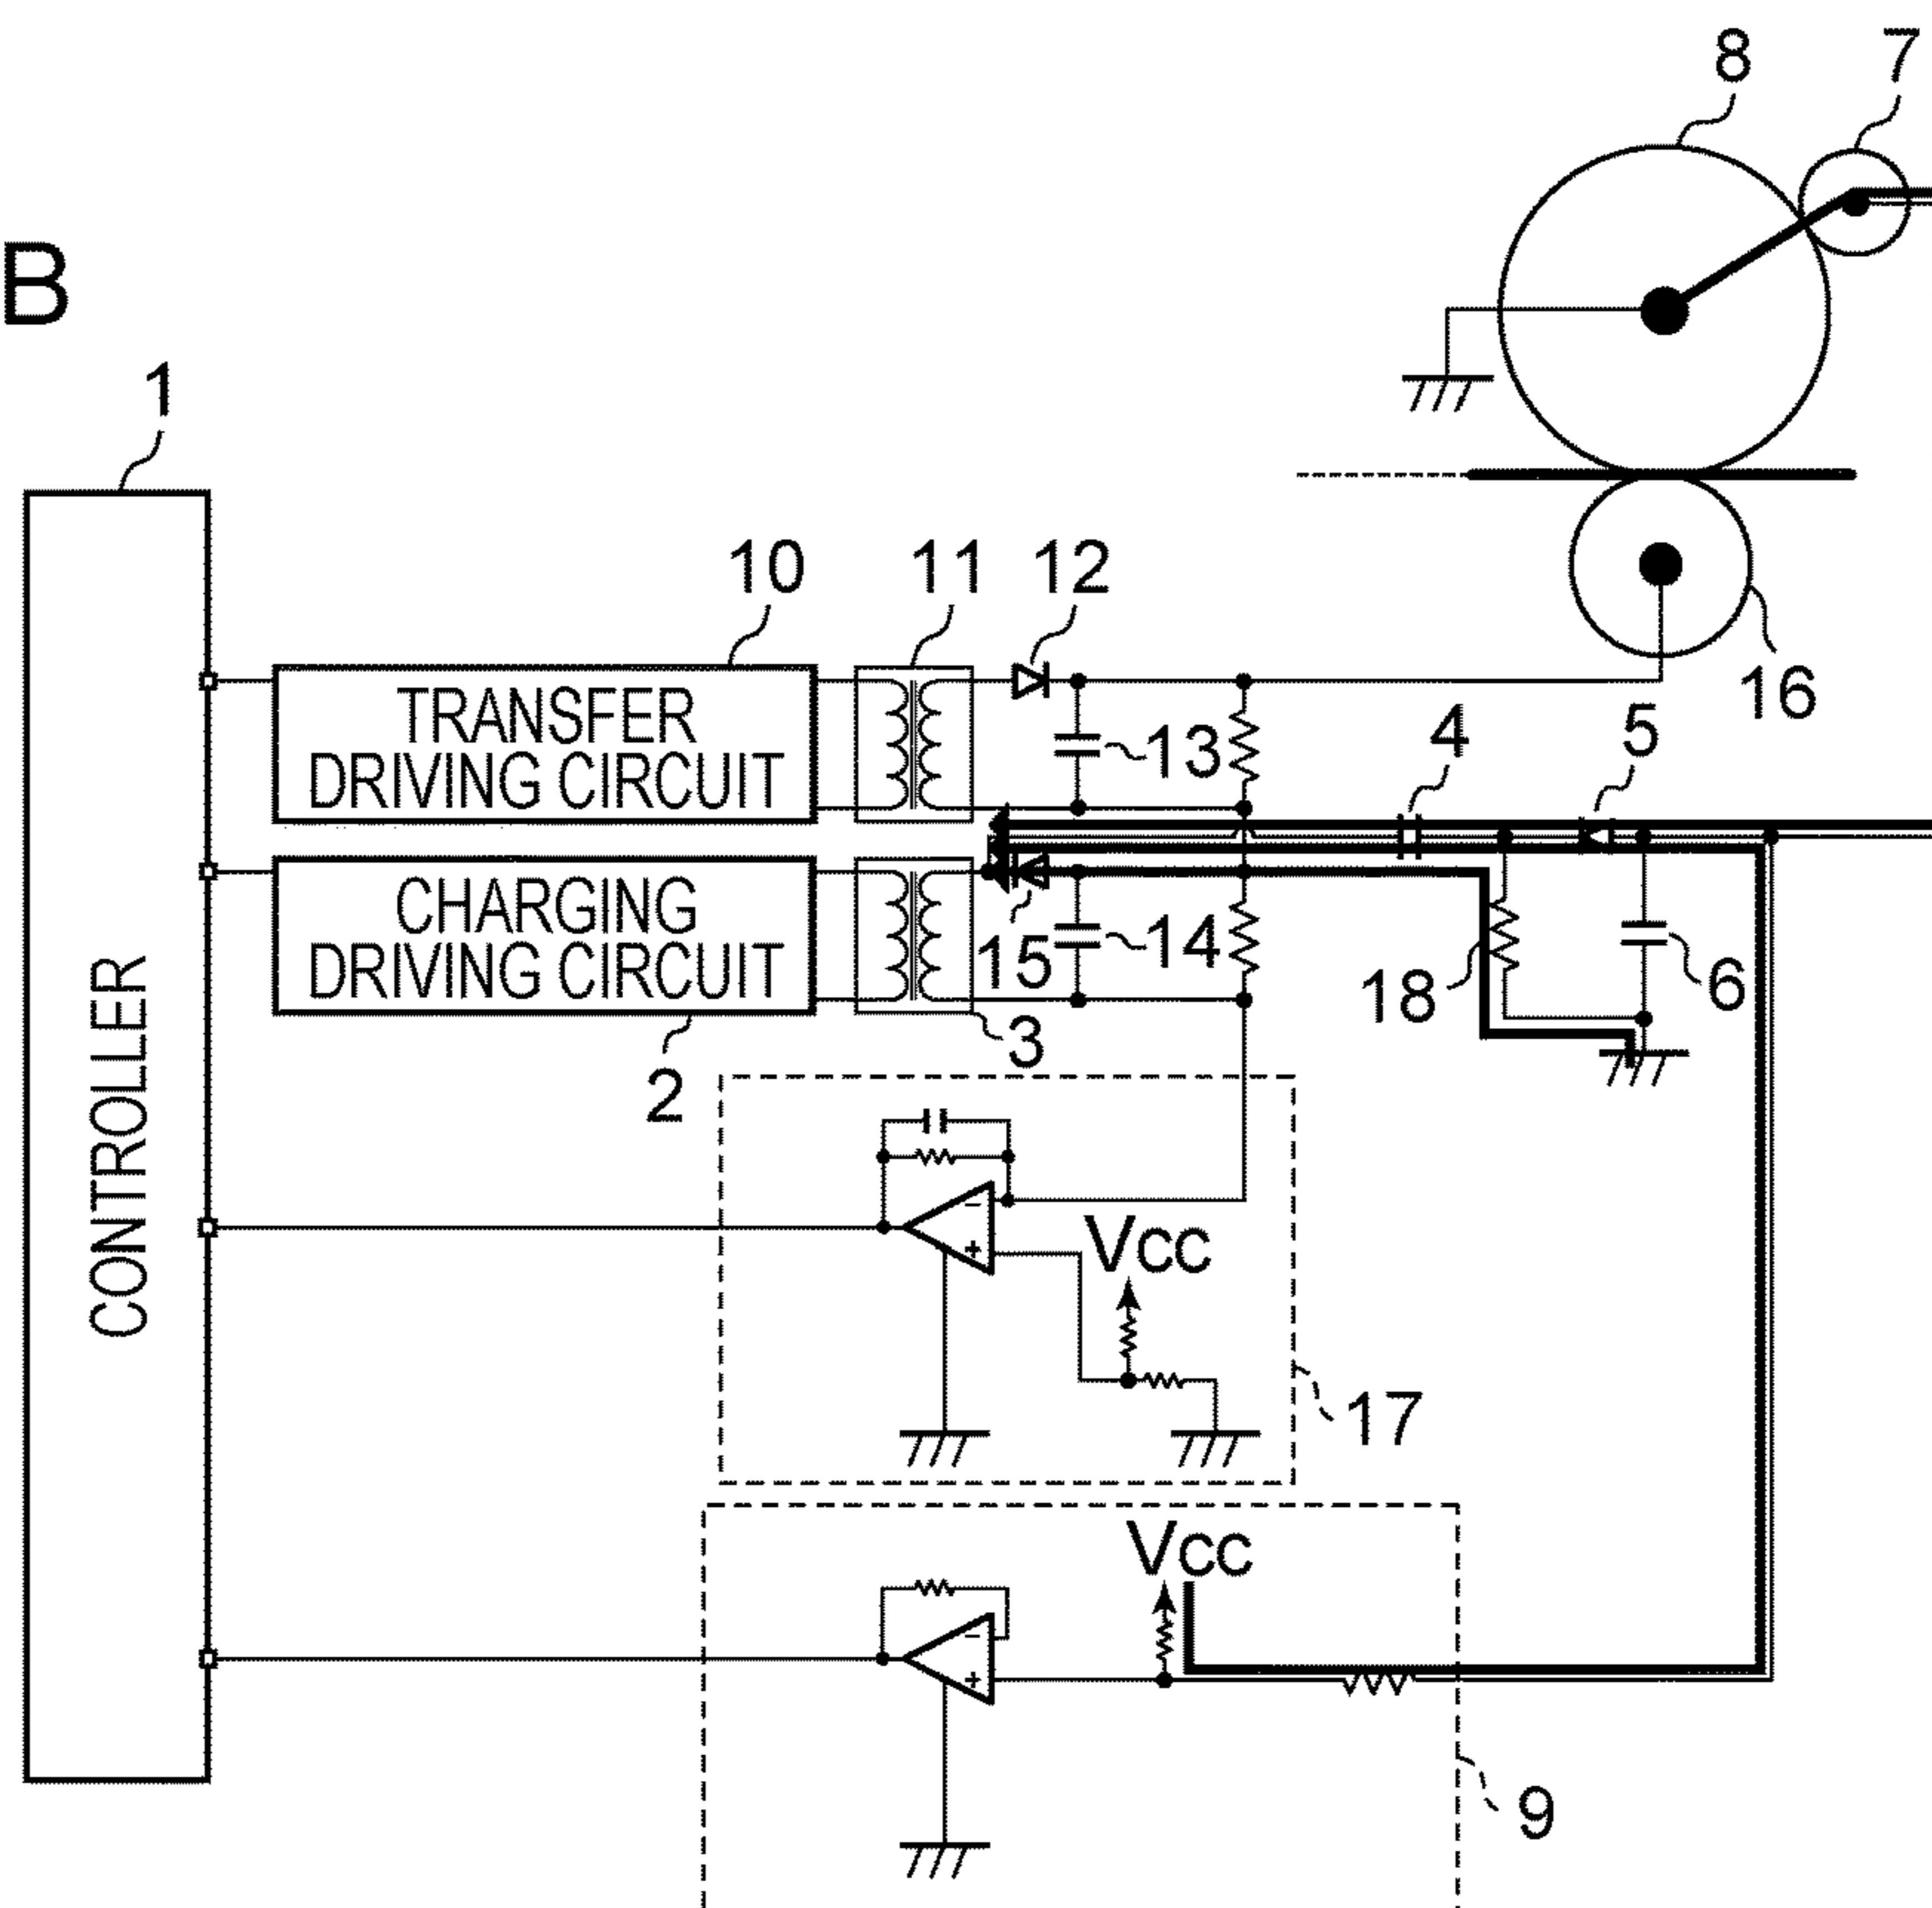 8
7
B
1
10
11
12
TRANSFER
DRIVING CIRCUIT
16
13
4
5
CHARGING
DRIVING CIRCUIT
15
14
18
6
3
2
CONTROLLER
-
+
Vcc
17
Vcc
-
+
9